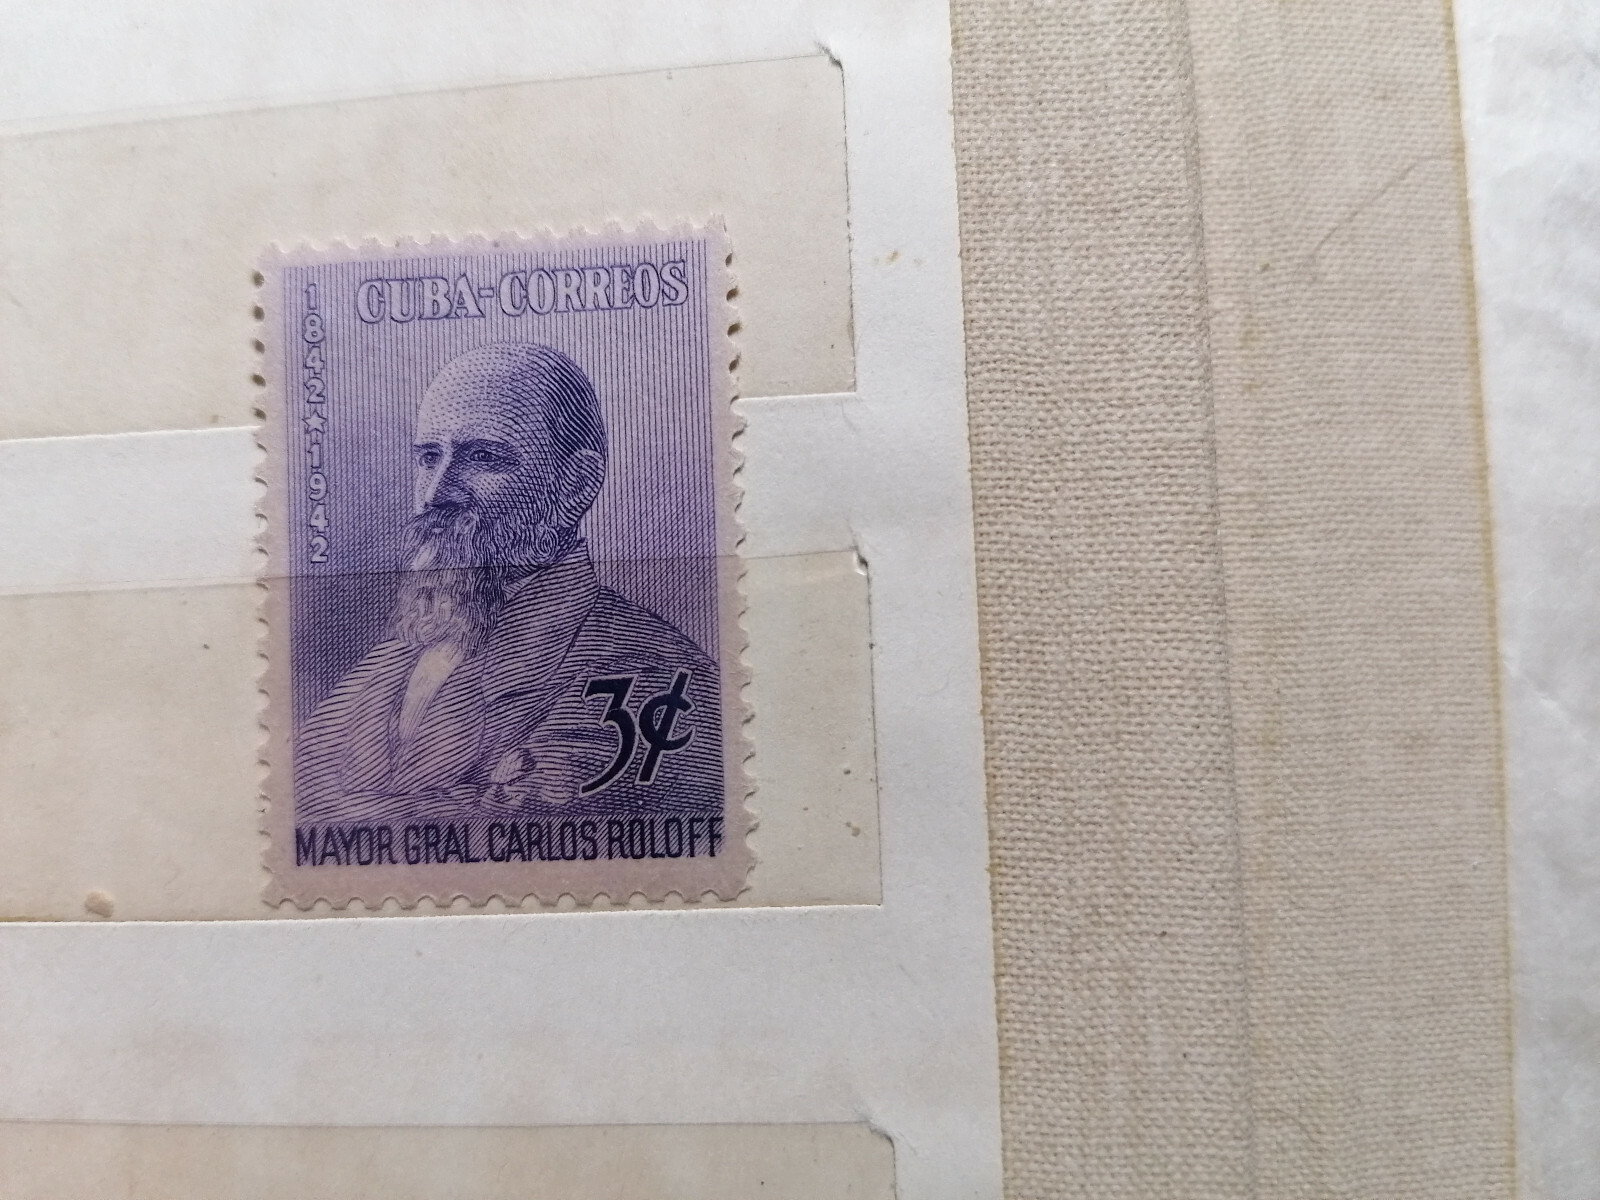 CUBA-CORREOS
1842★1942
3¢
MAYOR GRAL. CARLOS ROLOFF